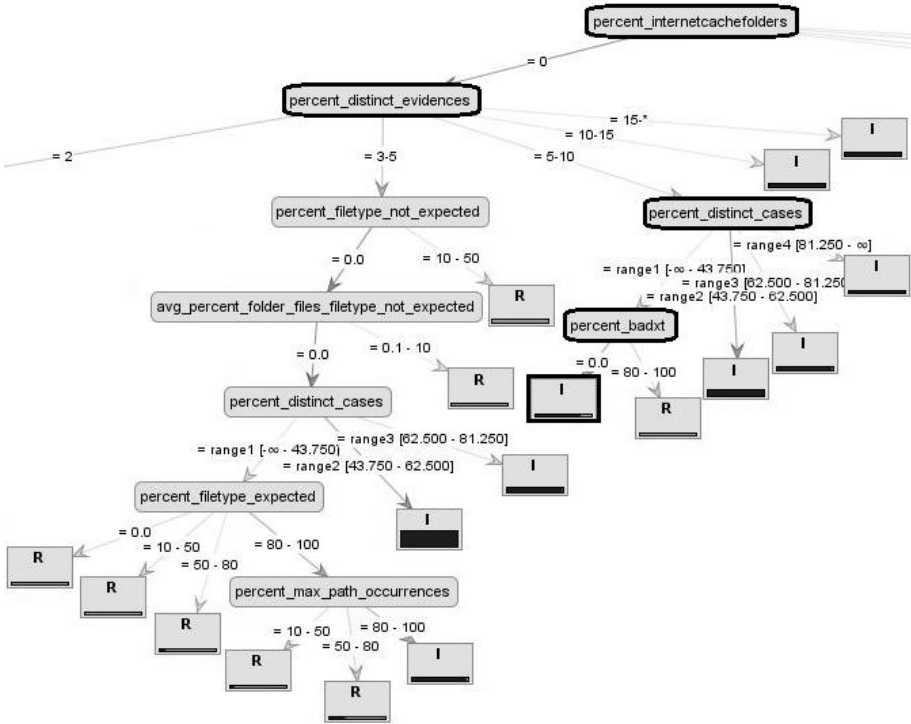 percent_internetcachefolders
= 0
percent_distinct_evidences
= 15-*
= 10-15
I
= 2
= 3-5
= 5-10
I
percent_filetype_not_expected
percent_distinct_cases
= range4 [81.250 - ∞]
= 0.0
= 10 - 50
= range1 [-∞ - 43.750)
I
= range3 [62.500 - 81.250
R
= range2 [43.750 - 62.500]
avg_percent_folder_files_filetype_not_expected
percent_badxt
= 0.0
= 0.1 - 10
= 0.0
= 80 - 100
I
I
R
I
R
percent_distinct_cases
= range3 [62.500 - 81.250]
= range1 [-∞ - 43.750)
= range2 [43.750 - 62.500]
I
percent_filetype_expected
I
= 0.0
= 10 - 50
= 50 - 80
= 80 - 100
R
R
percent_max_path_occurrences
R
= 10 - 50
= 50 - 80
= 80 - 100
R
I
R